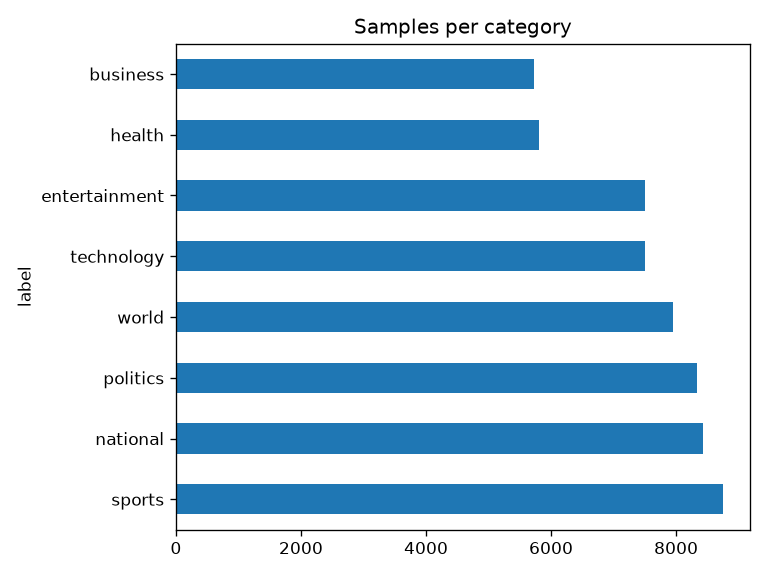 Samples per category
business
health
entertainment
technology
world
politics
national
sports
label
0 2000 4000 6000 8000